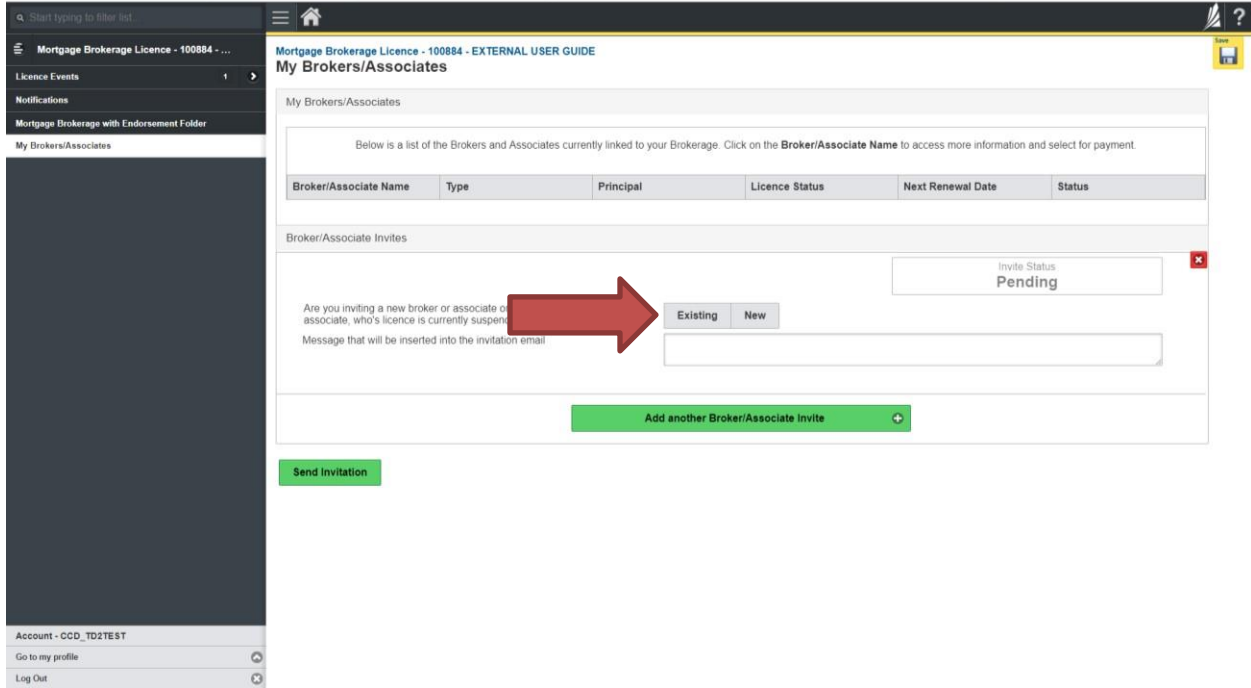 Start typing to filter list...
?
Save
Mortgage Brokerage Licence - 100884 - ...
Licence Events 1
Notifications
Mortgage Brokerage with Endorsement Folder
My Brokers/Associates
Mortgage Brokerage Licence - 100884 - EXTERNAL USER GUIDE
My Brokers/Associates
My Brokers/Associates
Below is a list of the Brokers and Associates currently linked to your Brokerage. Click on the Broker/Associate Name to access more information and select for payment.
Broker/Associate Name Type Principal Licence Status Next Renewal Date Status
Broker/Associate Invites
Invite Status
Pending
Are you inviting a new broker or associate
associate, who's licence is currently
Existing New
Message that will be inserted into the invitation email
Add another Broker/Associate Invite
Send Invitation
Account - CCD_TD2TEST
Go to my profile
Log Out